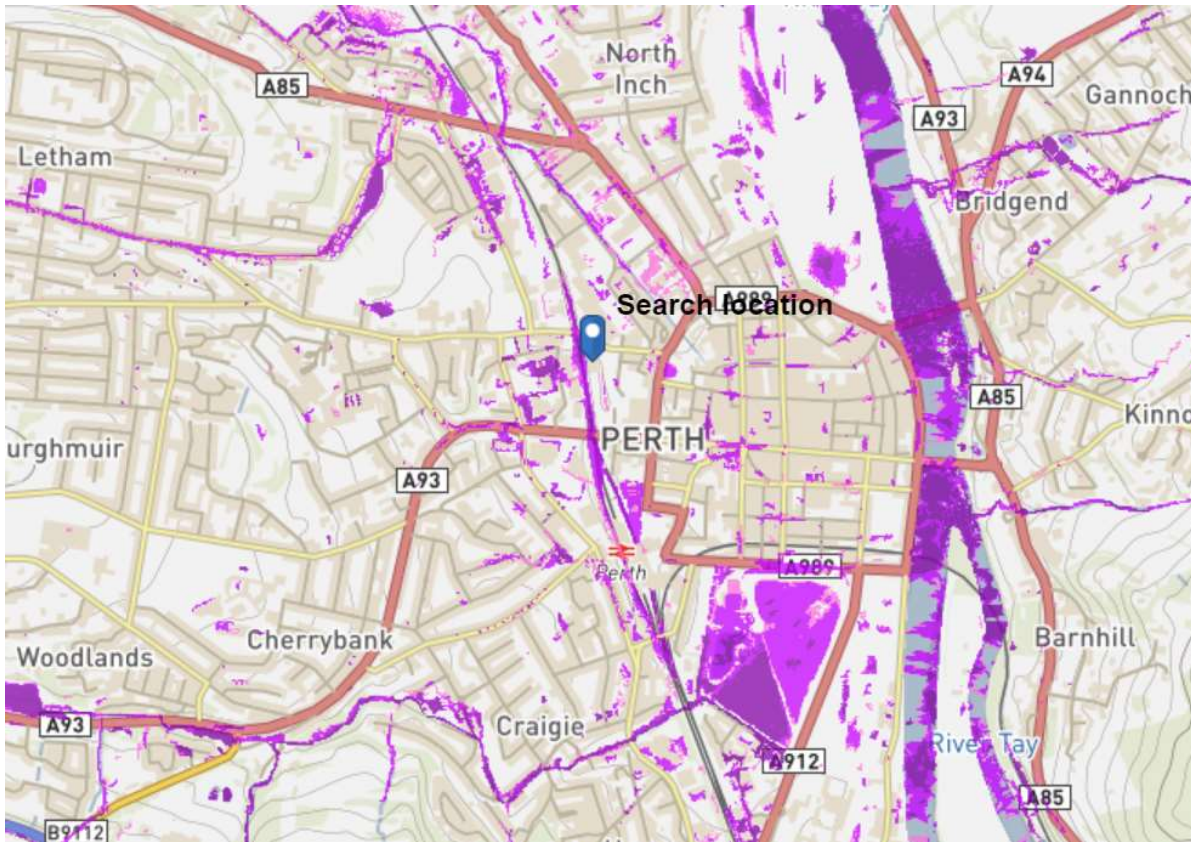 North
Inch
A85
A94
A93
Gannoch
Letham
Bridgend
Search location
A989
A85
Kinno
PERTH
urghmuir
A93
Perth
A989
Cherrybank
Barnhill
Woodlands
A93
Craigie
River Tay
A912
A85
B9112